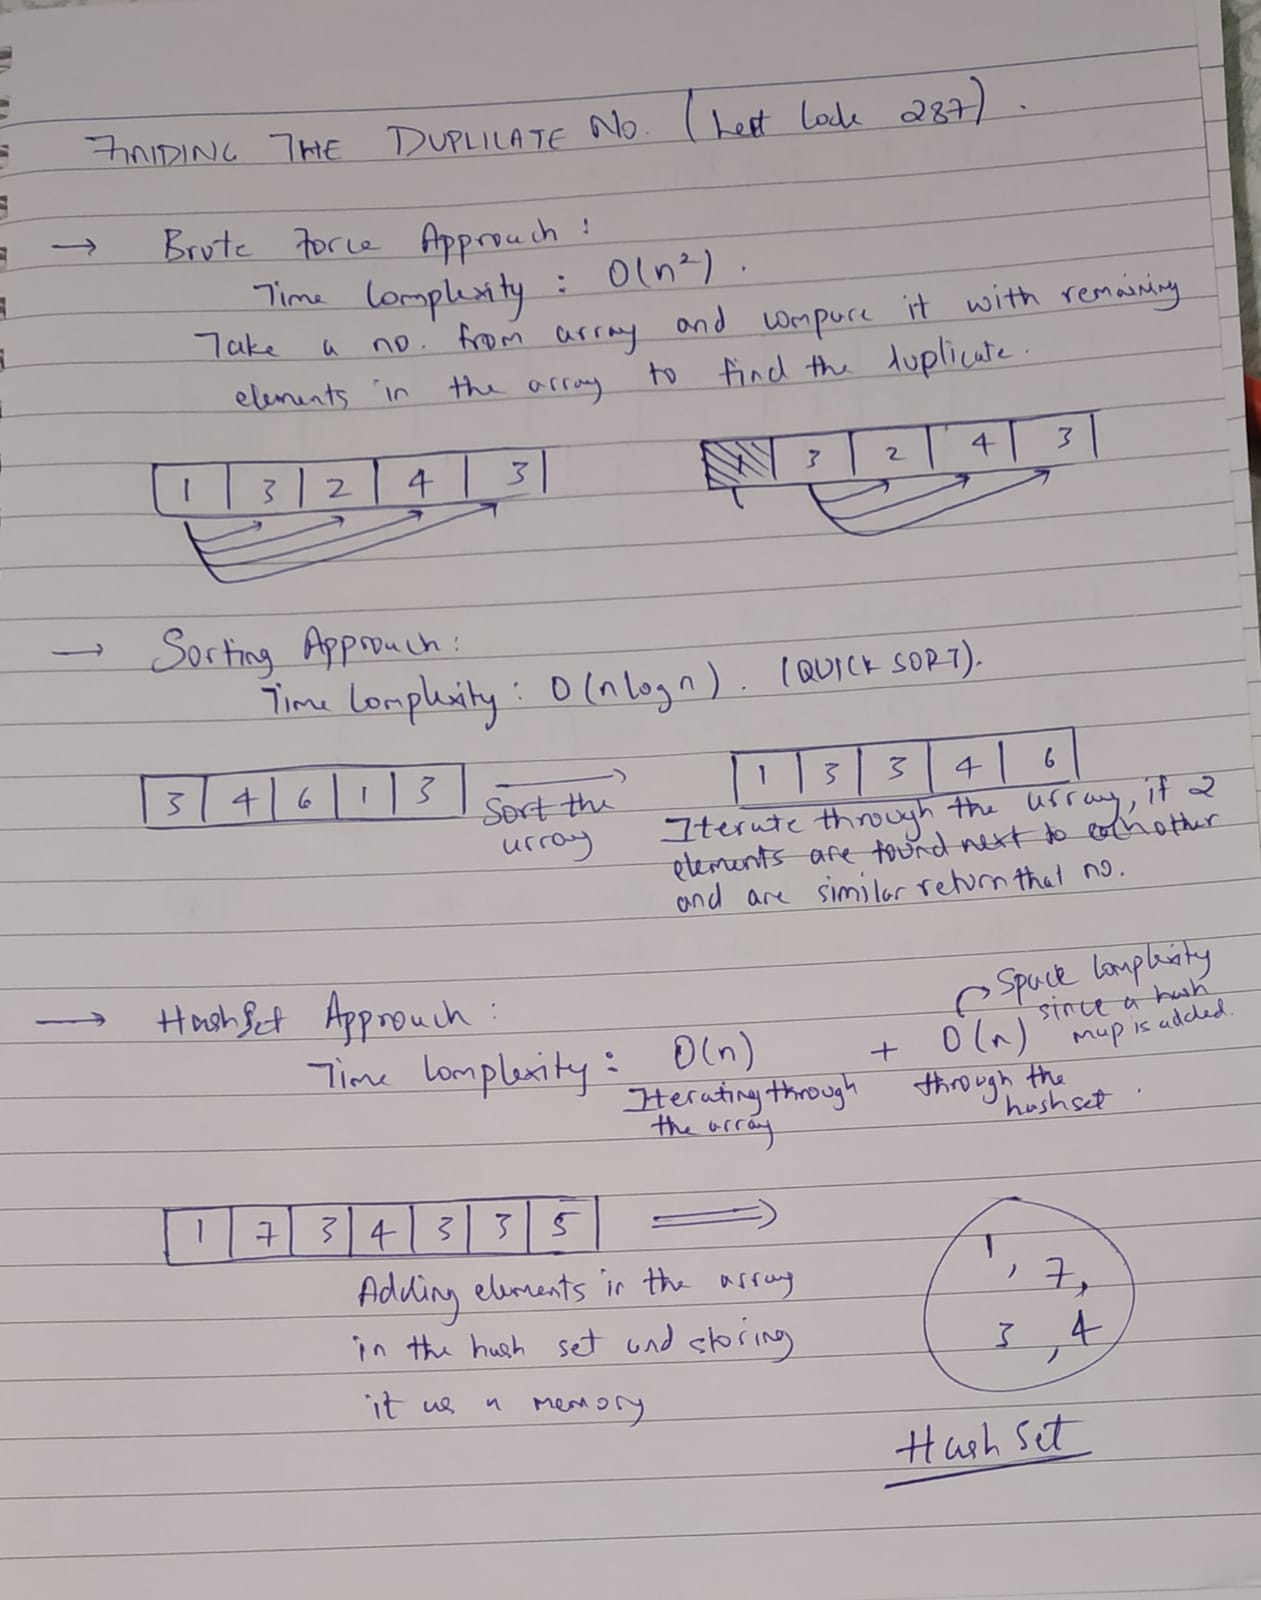 FINDING THE DUPLICATE No. (Leet Code 287).
→ Brute Force Approach :
Time Complexity : O(n²).
Take a no. from array and compare it with remaining
elements in the array to find the duplicate.
1 3 2 4 3
1 3 2 4 3
→ Sorting Approach :
Time Complexity : O(nlogn). (QUICK SORT).
3 4 6 1 3
Sort the
array
1 3 3 4 6
Iterate through the array, if 2
elements are found next to eachother
and are similar return that no.
→ HashSet Approach :
Time Complexity : O(n) + O(n)
Iterating through
the array
through the
hashset.
Space Complexity
since a hash
map is added.
1 7 3 4 3 3 5 ⇒
Adding elements in the array
in the hash set and storing
it as a memory
1, 7,
3, 4
Hash Set